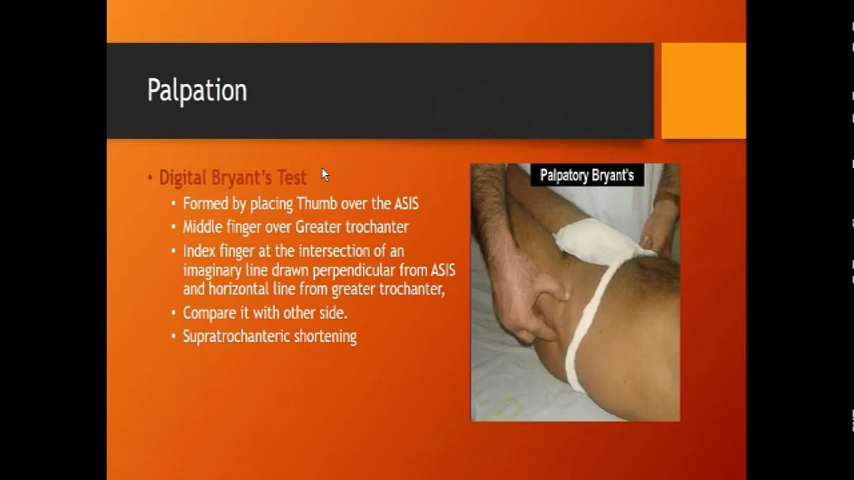 Palpation
• Digital Bryant's Test
• Formed by placing Thumb over the ASIS
• Middle finger over Greater trochanter
• Index finger at the intersection of an
imaginary line drawn perpendicular from ASIS
and horizontal line from greater trochanter,
• Compare it with other side.
• Supratrochanteric shortening
Palpatory Bryant's